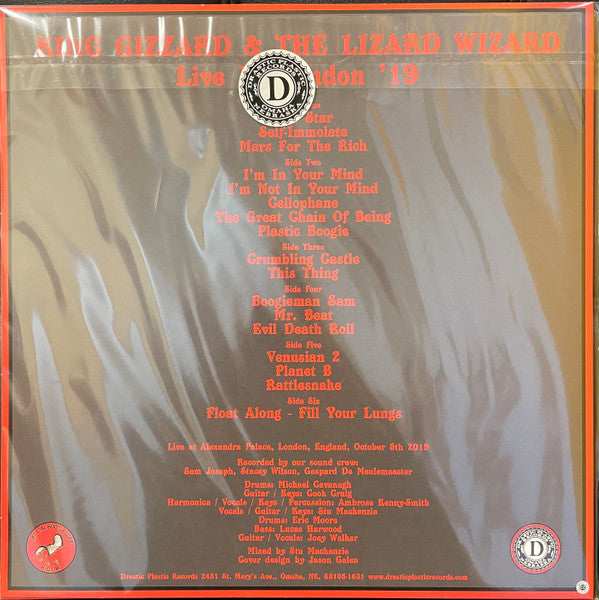 KING GIZZARD & THE LIZARD WIZARD
Live London '19
DRASTIC PLASTIC RECORDS
D
OMAHA NEBRASKA
Star
Self-Immolate
Mars For The Rich
Side Two
I'm In Your Mind
I'm Not In Your Mind
Cellophane
The Great Chain Of Being
Plastic Boogie
Side Three
Crumbling Castle
This Thing
Side Four
Boogieman Sam
Mr. Beat
Evil Death Roll
Side Five
Venusian 2
Planet B
Rattlesnake
Side Six
Float Along - Fill Your Lungs
Live at Alexandra Palace, London, England, October 5th 2019
Recorded by our sound crew:
Sam Joseph, Stacey Wilson, Gaspard De Meulemeester
Drums: Michael Cavanagh
Guitar / Keys: Cook Craig
Harmonica / Vocals / Keys / Percussion: Ambrose Kenny-Smith
Vocals / Guitar / Keys: Stu Mackenzie
Drums: Eric Moore
Bass: Lucas Harwood
Guitar / Vocals: Joey Walker
Mixed by Stu Mackenzie
Cover design by Jason Galea
D
Drastic Plastic Records 2451 St. Mary's Ave., Omaha, NE, 68105-1631 www.drasticplasticrecords.com